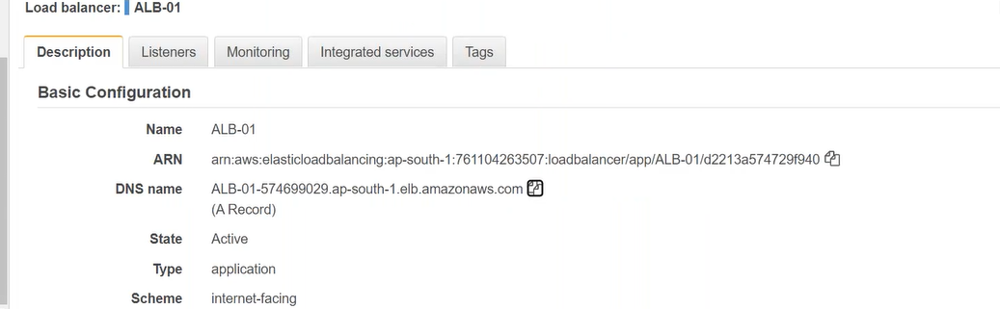 Load balancer: ALB-01
Description Listeners Monitoring Integrated services Tags
Basic Configuration
Name ALB-01
ARN arn:aws:elasticloadbalancing:ap-south-1:761104263507:loadbalancer/app/ALB-01/d2213a574729f940
DNS name ALB-01-574699029.ap-south-1.elb.amazonaws.com
(A Record)
State Active
Type application
Scheme internet-facing